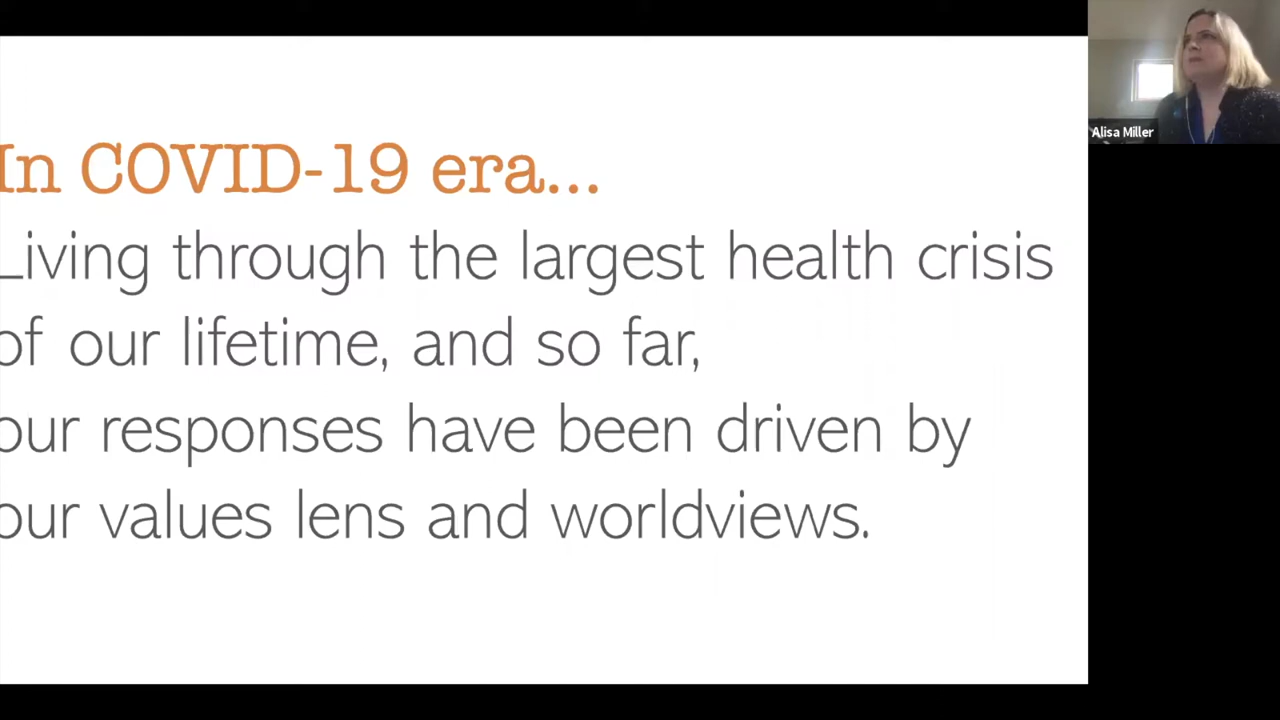 In COVID-19 era...
Living through the largest health crisis
of our lifetime, and so far,
our responses have been driven by
our values lens and worldviews.
Alisa Miller